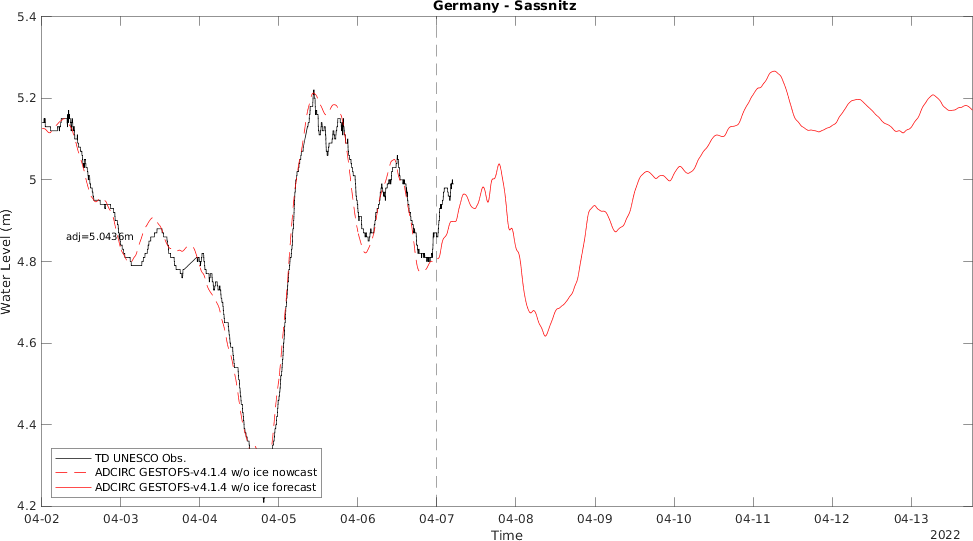 Germany - Sassnitz
5.4
5.2
5
4.8
4.6
4.4
4.2
Water Level (m)
adj=5.0436m
TD UNESCO Obs.
ADCIRC GESTOFS-v4.1.4 w/o ice nowcast
ADCIRC GESTOFS-v4.1.4 w/o ice forecast
04-02 04-03 04-04 04-05 04-06 04-07 04-08 04-09 04-10 04-11 04-12 04-13
Time
2022